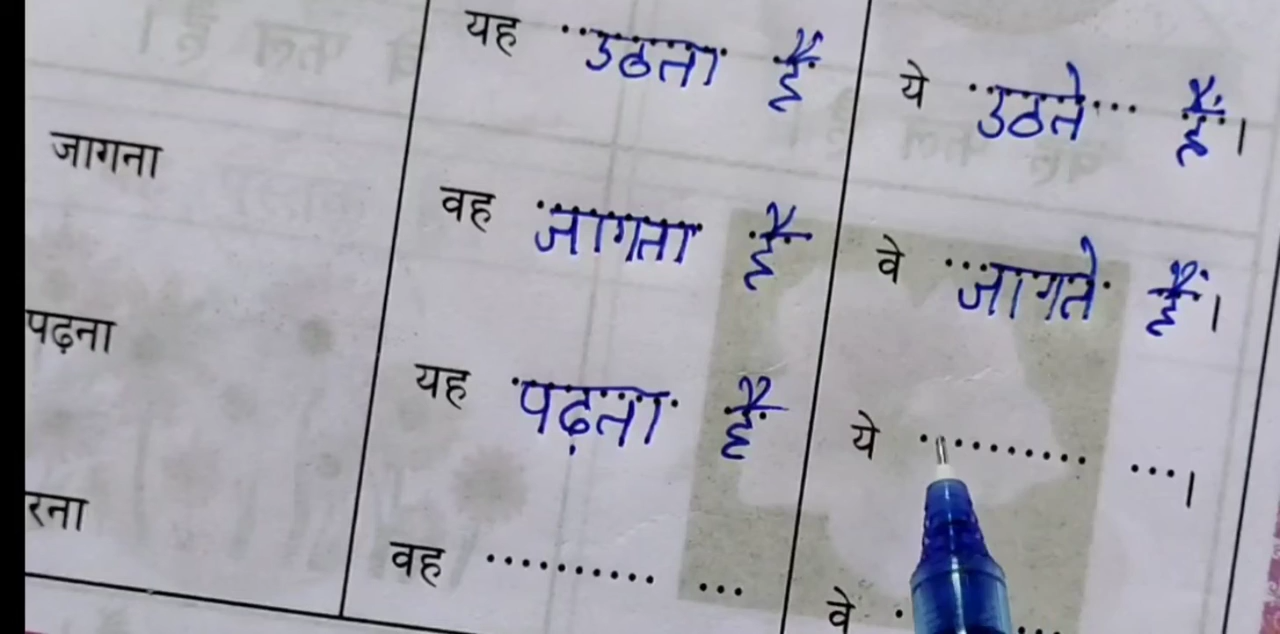 यह उठता है ये उठते हैं।
जागना वह जागता है वे जागते हैं।
पढ़ना यह पढ़ता है ये .......... ...।
रना वह .......... ... वे . ...